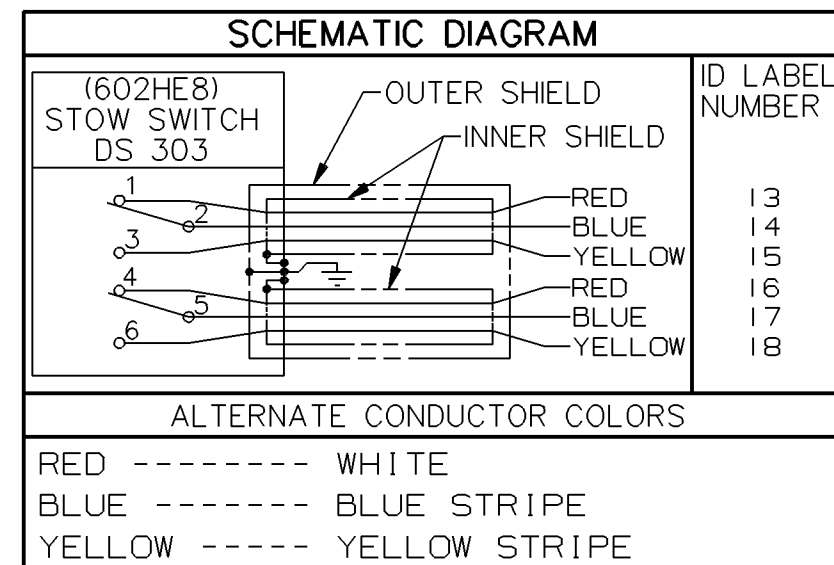 SCHEMATIC DIAGRAM
(602HE8)
STOW SWITCH
DS 303
OUTER SHIELD
INNER SHIELD
ID LABEL
NUMBER
1
2
3
4
5
6
RED 13
BLUE 14
YELLOW 15
RED 16
BLUE 17
YELLOW 18
ALTERNATE CONDUCTOR COLORS
RED -------- WHITE
BLUE ------- BLUE STRIPE
YELLOW ----- YELLOW STRIPE